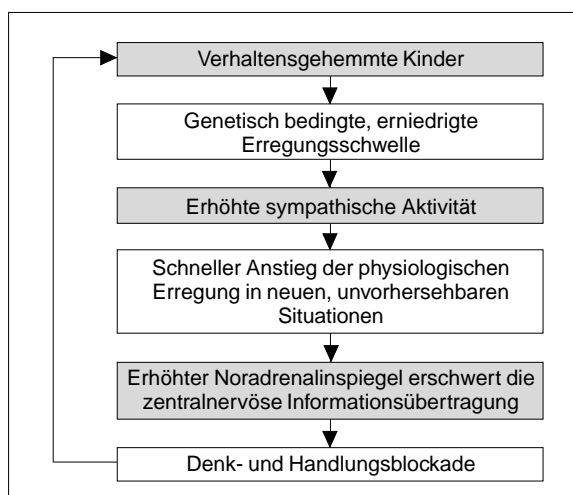 Verhaltensgehemmte Kinder
Genetisch bedingte, erniedrigte
Erregungsschwelle
Erhöhte sympathische Aktivität
Schneller Anstieg der physiologischen
Erregung in neuen, unvorhersehbaren
Situationen
Erhöhter Noradrenalinspiegel erschwert die
zentralnervöse Informationsübertragung
Denk- und Handlungsblockade